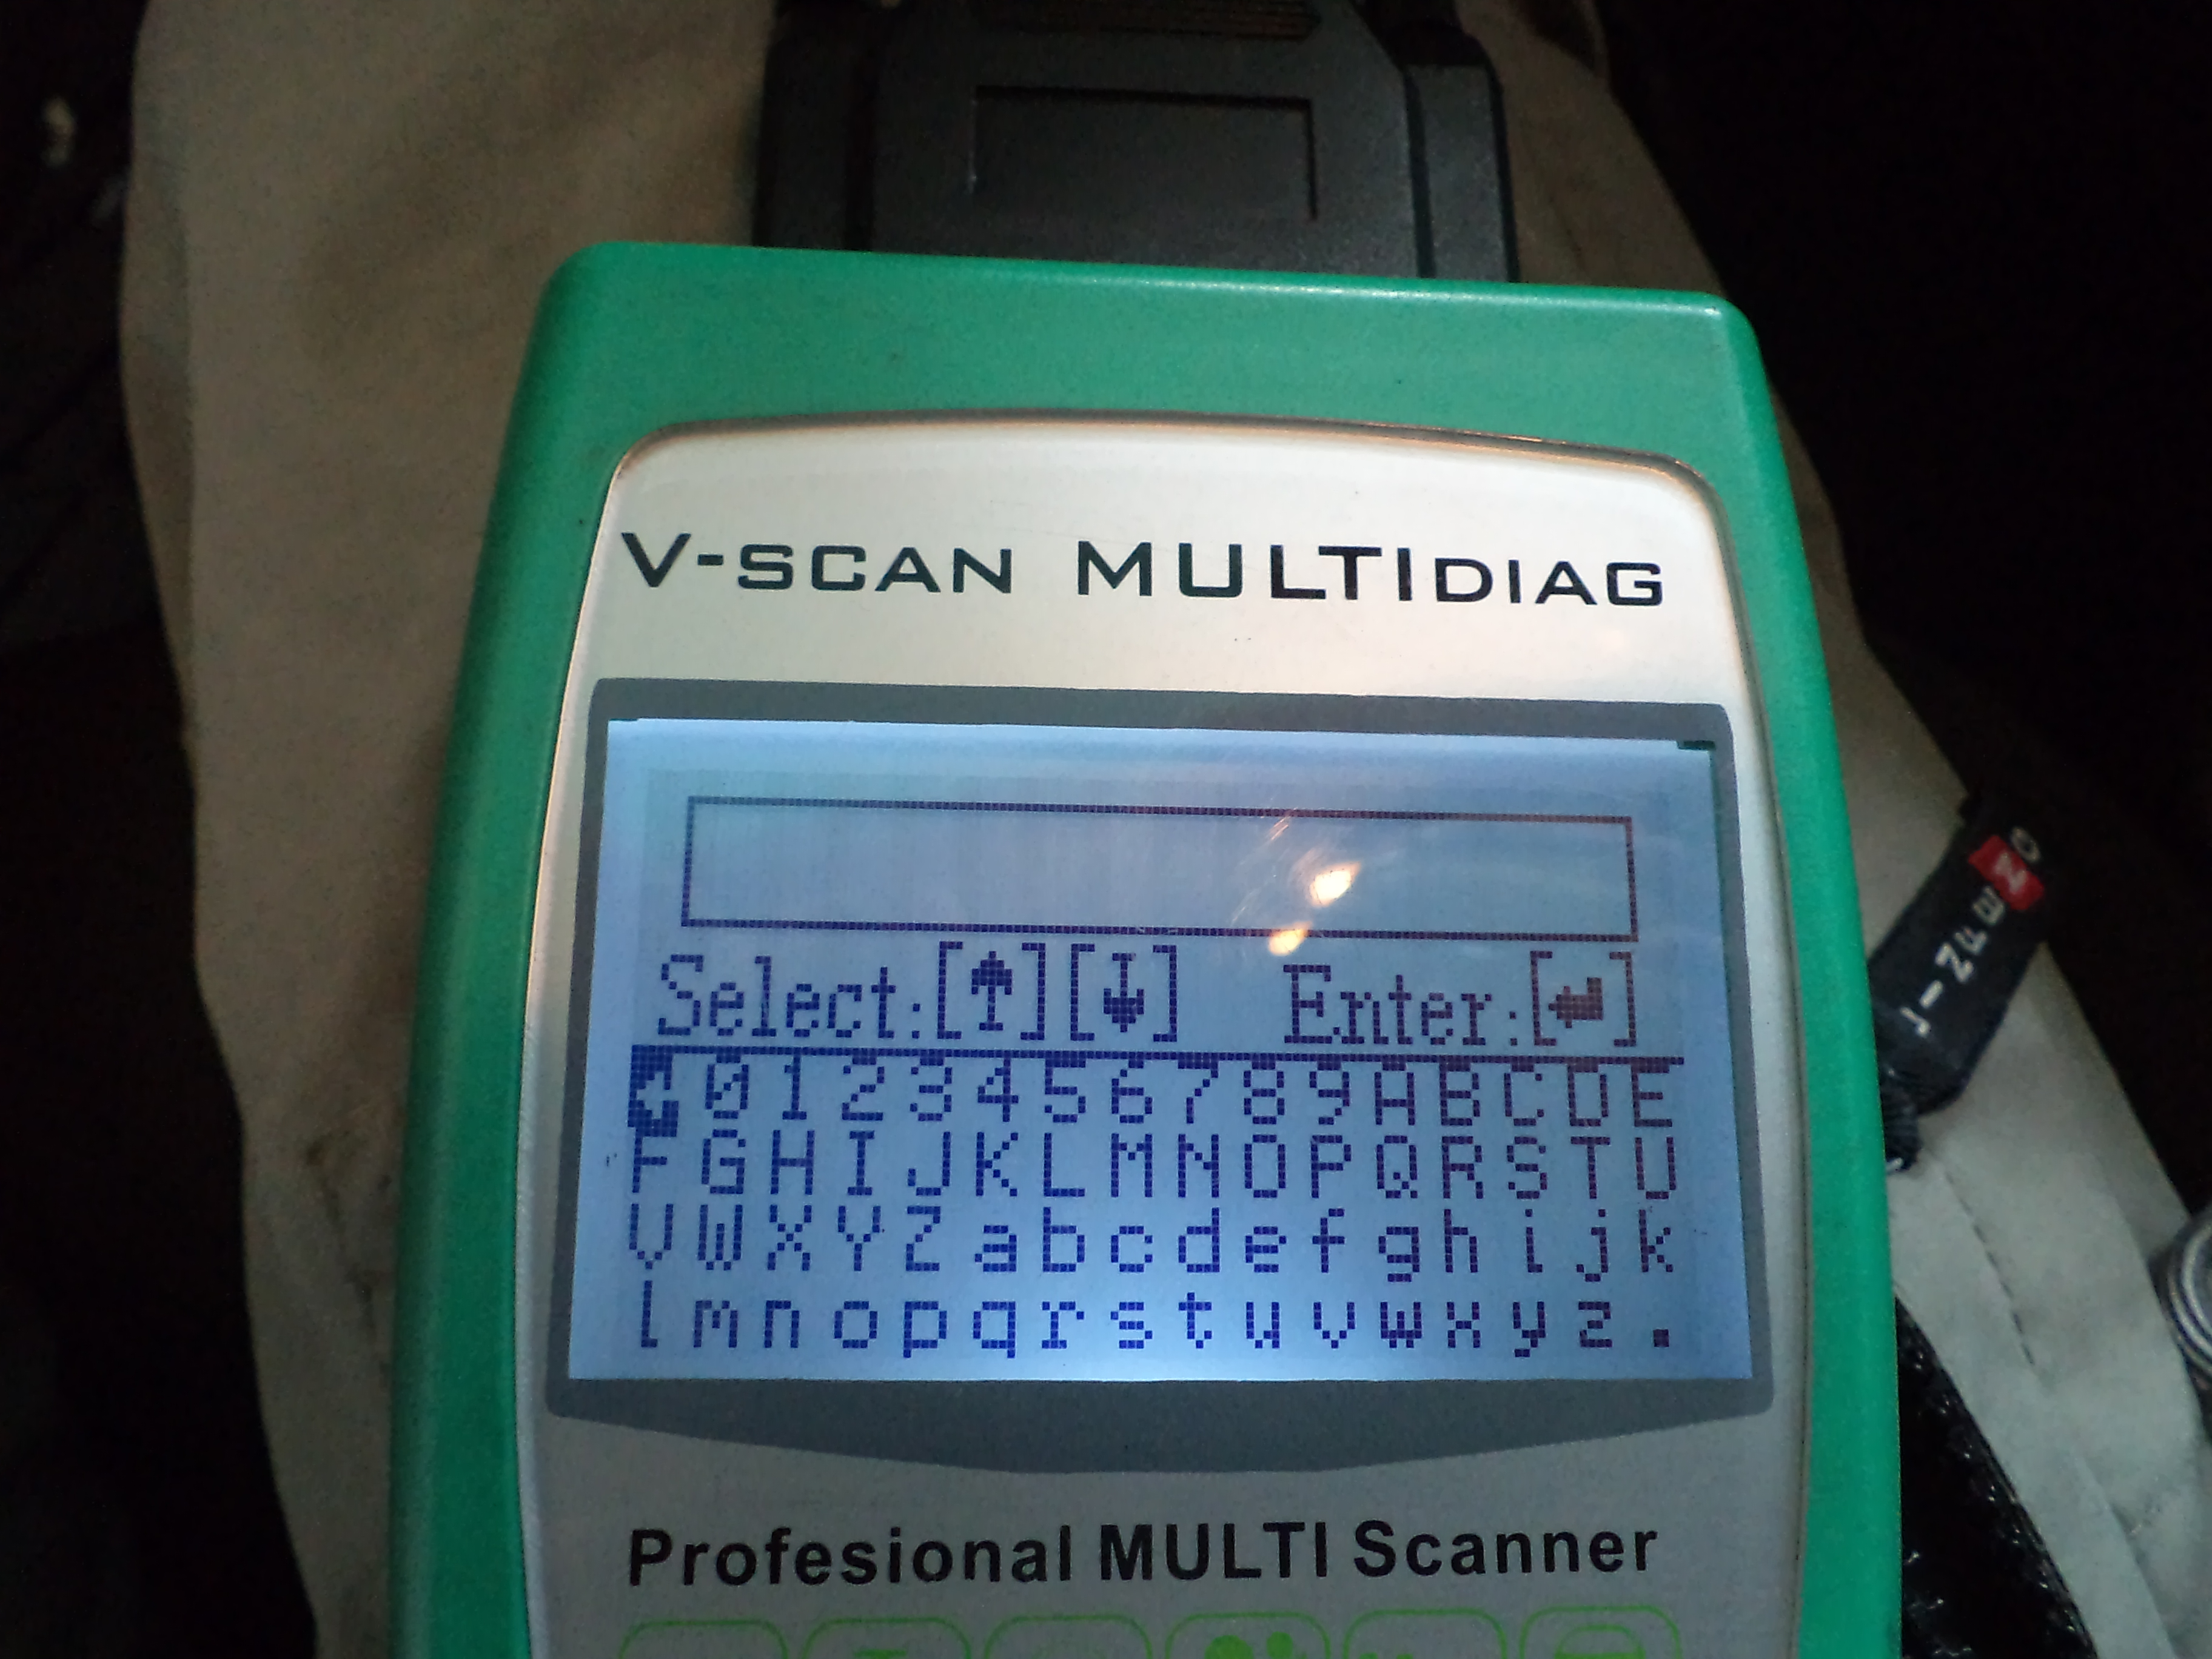 V-SCAN MULTIDIAG
Select:[↑][↓] Enter:[↵]
0123456789ABCDE
FGHIJKLMNOPQRSTU
VWXYZabcdefghijk
lmnopqrstuvwxyz.
Profesional MULTI Scanner